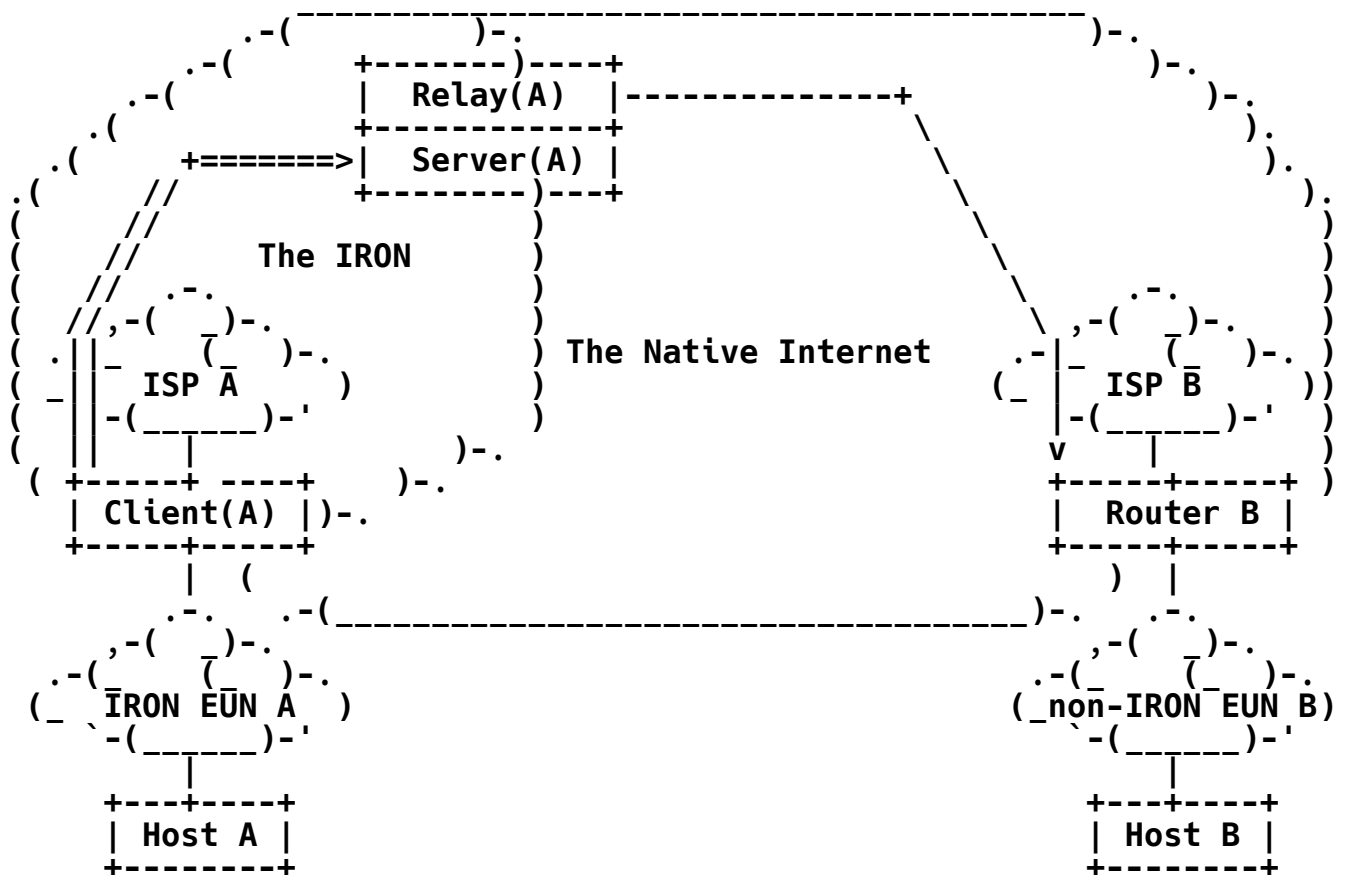 Relay(A)
Server(A)
The IRON
The Native Internet
ISP A
ISP B
v
Client(A)
Router B
IRON EUN A
non-IRON EUN B
Host A
Host B